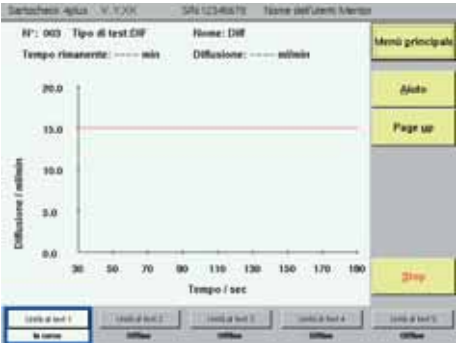 Sartocheck 4plus V. Y.XX S/N:12345678 Nome dell'utent: Mentor
N°: 003 Tipo di test: DIF Nome: Diff
Tempo rimanente: ----- min Diffusione: ----- ml/min
Menù principale
Aiuto
Page up
Stop
Diffusione / ml/min
20.0
15.0
10.0
5.0
0.0
30 50 70 90 110 130 150 170 190
Tempo / sec
Unità di test 1 Unità di test 2 Unità di test 3 Unità di test 4 Unità di test 5
In corso Offline Offline Offline Offline